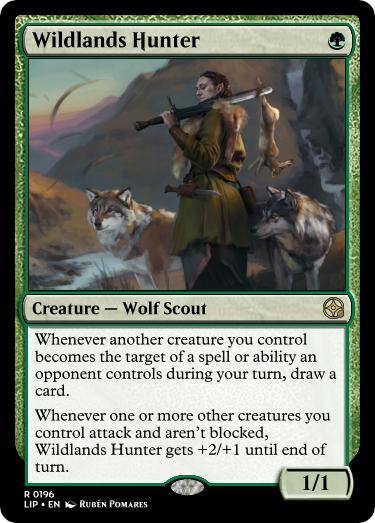 Wildlands Hunter
Creature — Wolf Scout
Whenever another creature you control
becomes the target of a spell or ability an
opponent controls during your turn, draw a
card.
Whenever one or more other creatures you
control attack and aren't blocked,
Wildlands Hunter gets +2/+1 until end of
turn.
1/1
R 0196
LIP • EN Rubén Pomares